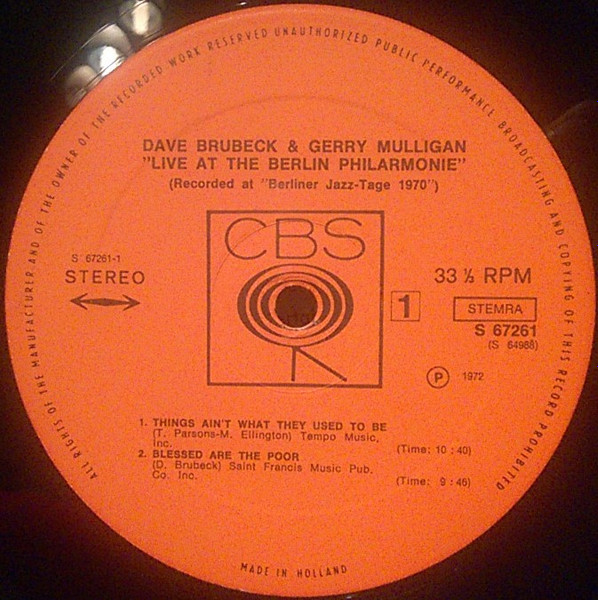 ALL RIGHTS OF THE MANUFACTURER AND OF THE OWNER OF THE RECORDED WORK RESERVED UNAUTHORIZED PUBLIC PERFORMANCE BROADCASTING AND COPYING OF THIS RECORD PROHIBITED
DAVE BRUBECK & GERRY MULLIGAN
"LIVE AT THE BERLIN PHILARMONIE"
(Recorded at "Berliner Jazz-Tage 1970")
CBS
S 67261-1
STEREO
1
33 ⅓ RPM
STEMRA
S 67261
(S 64988)
Ⓟ 1972
1. THINGS AIN'T WHAT THEY USED TO BE
(T. Parsons-M. Ellington) Tempo Music,
Inc. (Time: 10 : 40)
2. BLESSED ARE THE POOR
(D. Brubeck) Saint Francis Music Pub.
Co. Inc. (Time: 9 : 46)
MADE IN HOLLAND